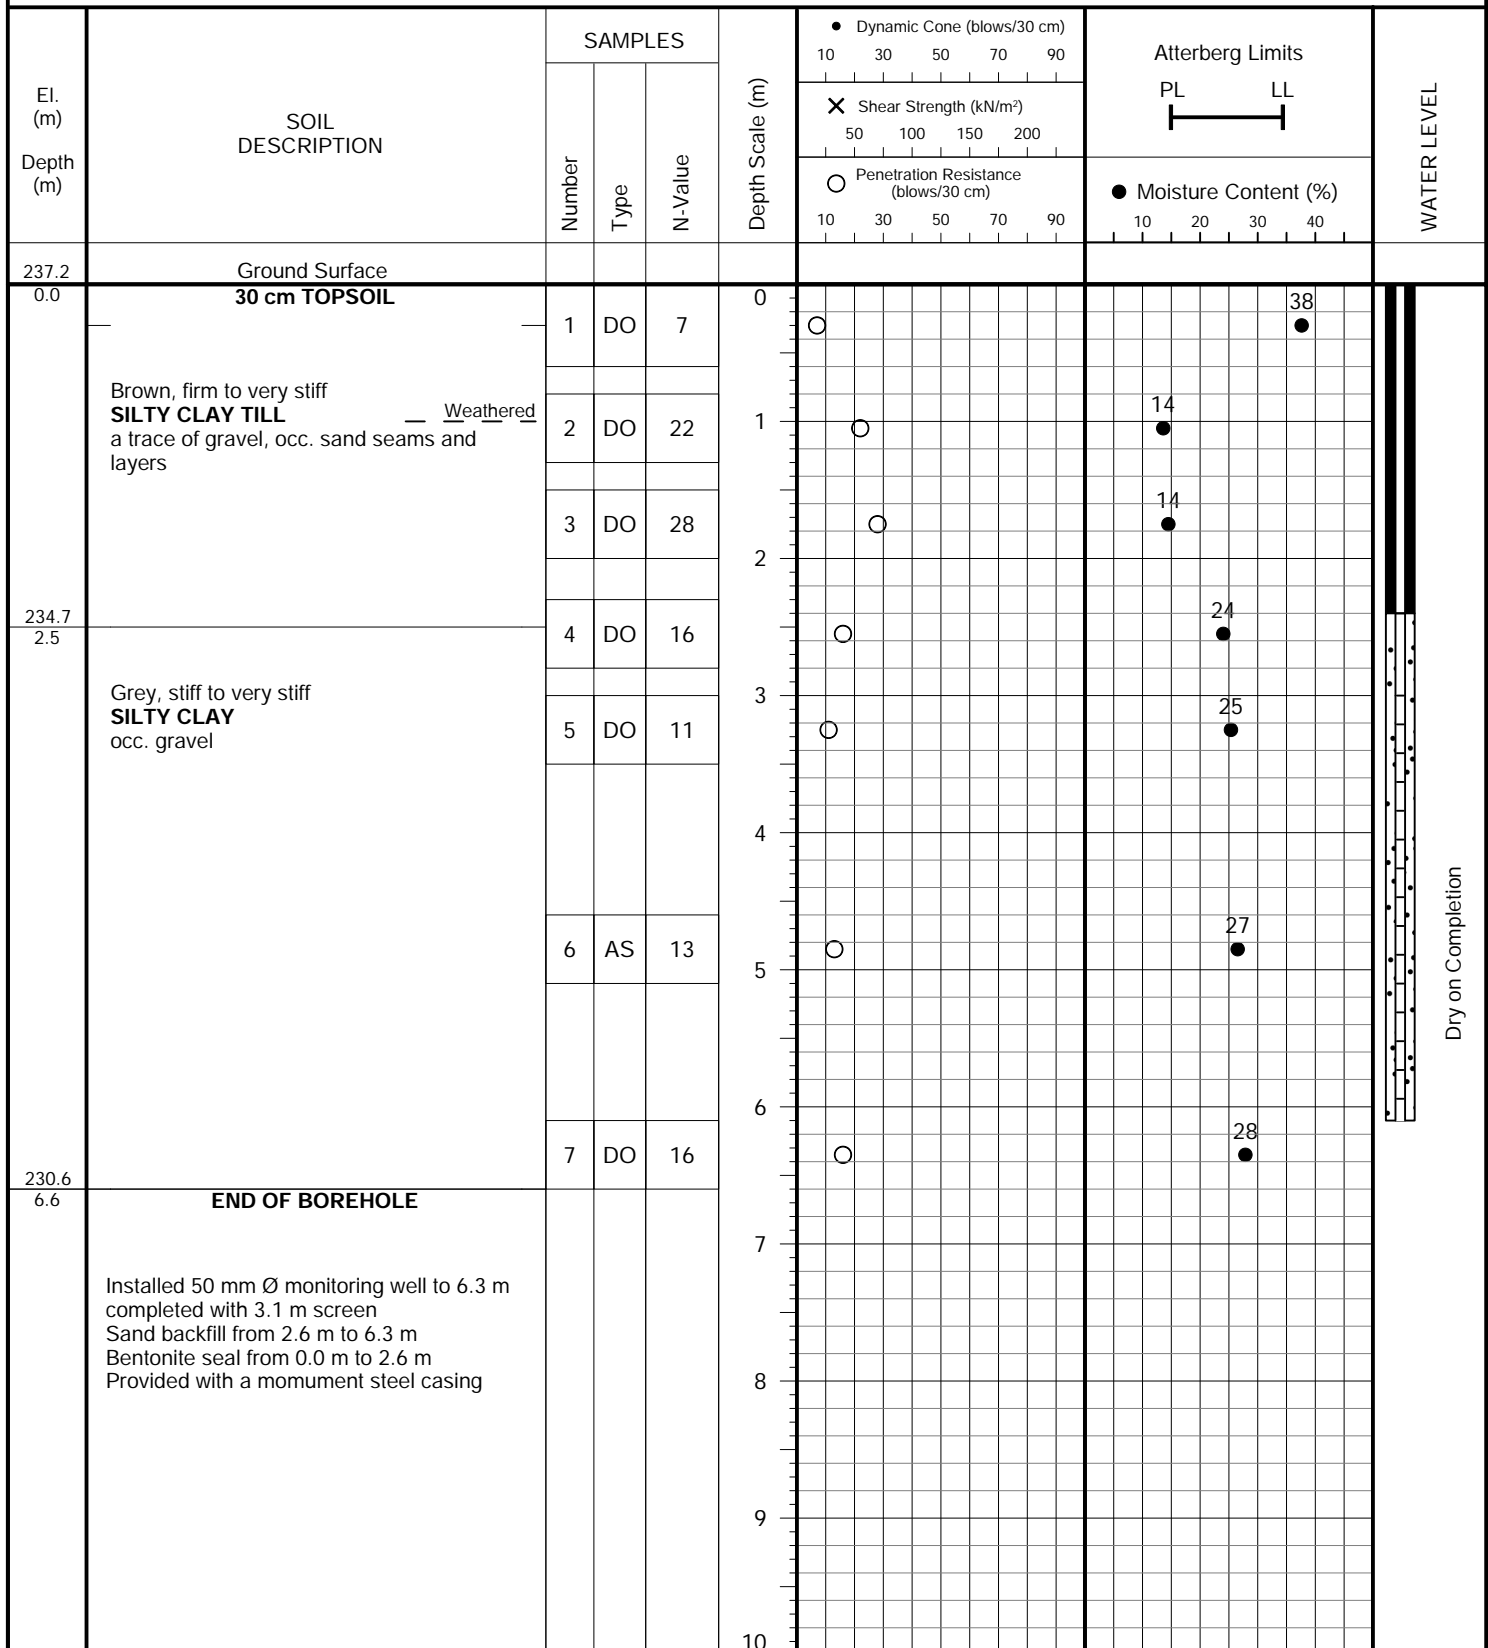 El.
(m)
Depth
(m)
SOIL
DESCRIPTION
SAMPLES
Number
Type
N-Value
Depth Scale (m)
Dynamic Cone (blows/30 cm)
10 30 50 70 90
Shear Strength (kN/m²)
50 100 150 200
Penetration Resistance
(blows/30 cm)
10 30 50 70 90
Atterberg Limits
PL LL
Moisture Content (%)
10 20 30 40
WATER LEVEL
237.2 Ground Surface
0.0 30 cm TOPSOIL 0
38
1 DO 7
Brown, firm to very stiff
SILTY CLAY TILL Weathered
a trace of gravel, occ. sand seams and
layers
14
1
2 DO 22
14
3 DO 28
2
234.7
2.5
24
4 DO 16
Grey, stiff to very stiff
SILTY CLAY
occ. gravel
3
25
5 DO 11
4
27
6 AS 13
5
Dry on Completion
6
28
7 DO 16
230.6
6.6 END OF BOREHOLE
7
Installed 50 mm Ø monitoring well to 6.3 m
completed with 3.1 m screen
Sand backfill from 2.6 m to 6.3 m
Bentonite seal from 0.0 m to 2.6 m
Provided with a momument steel casing
8
9
10